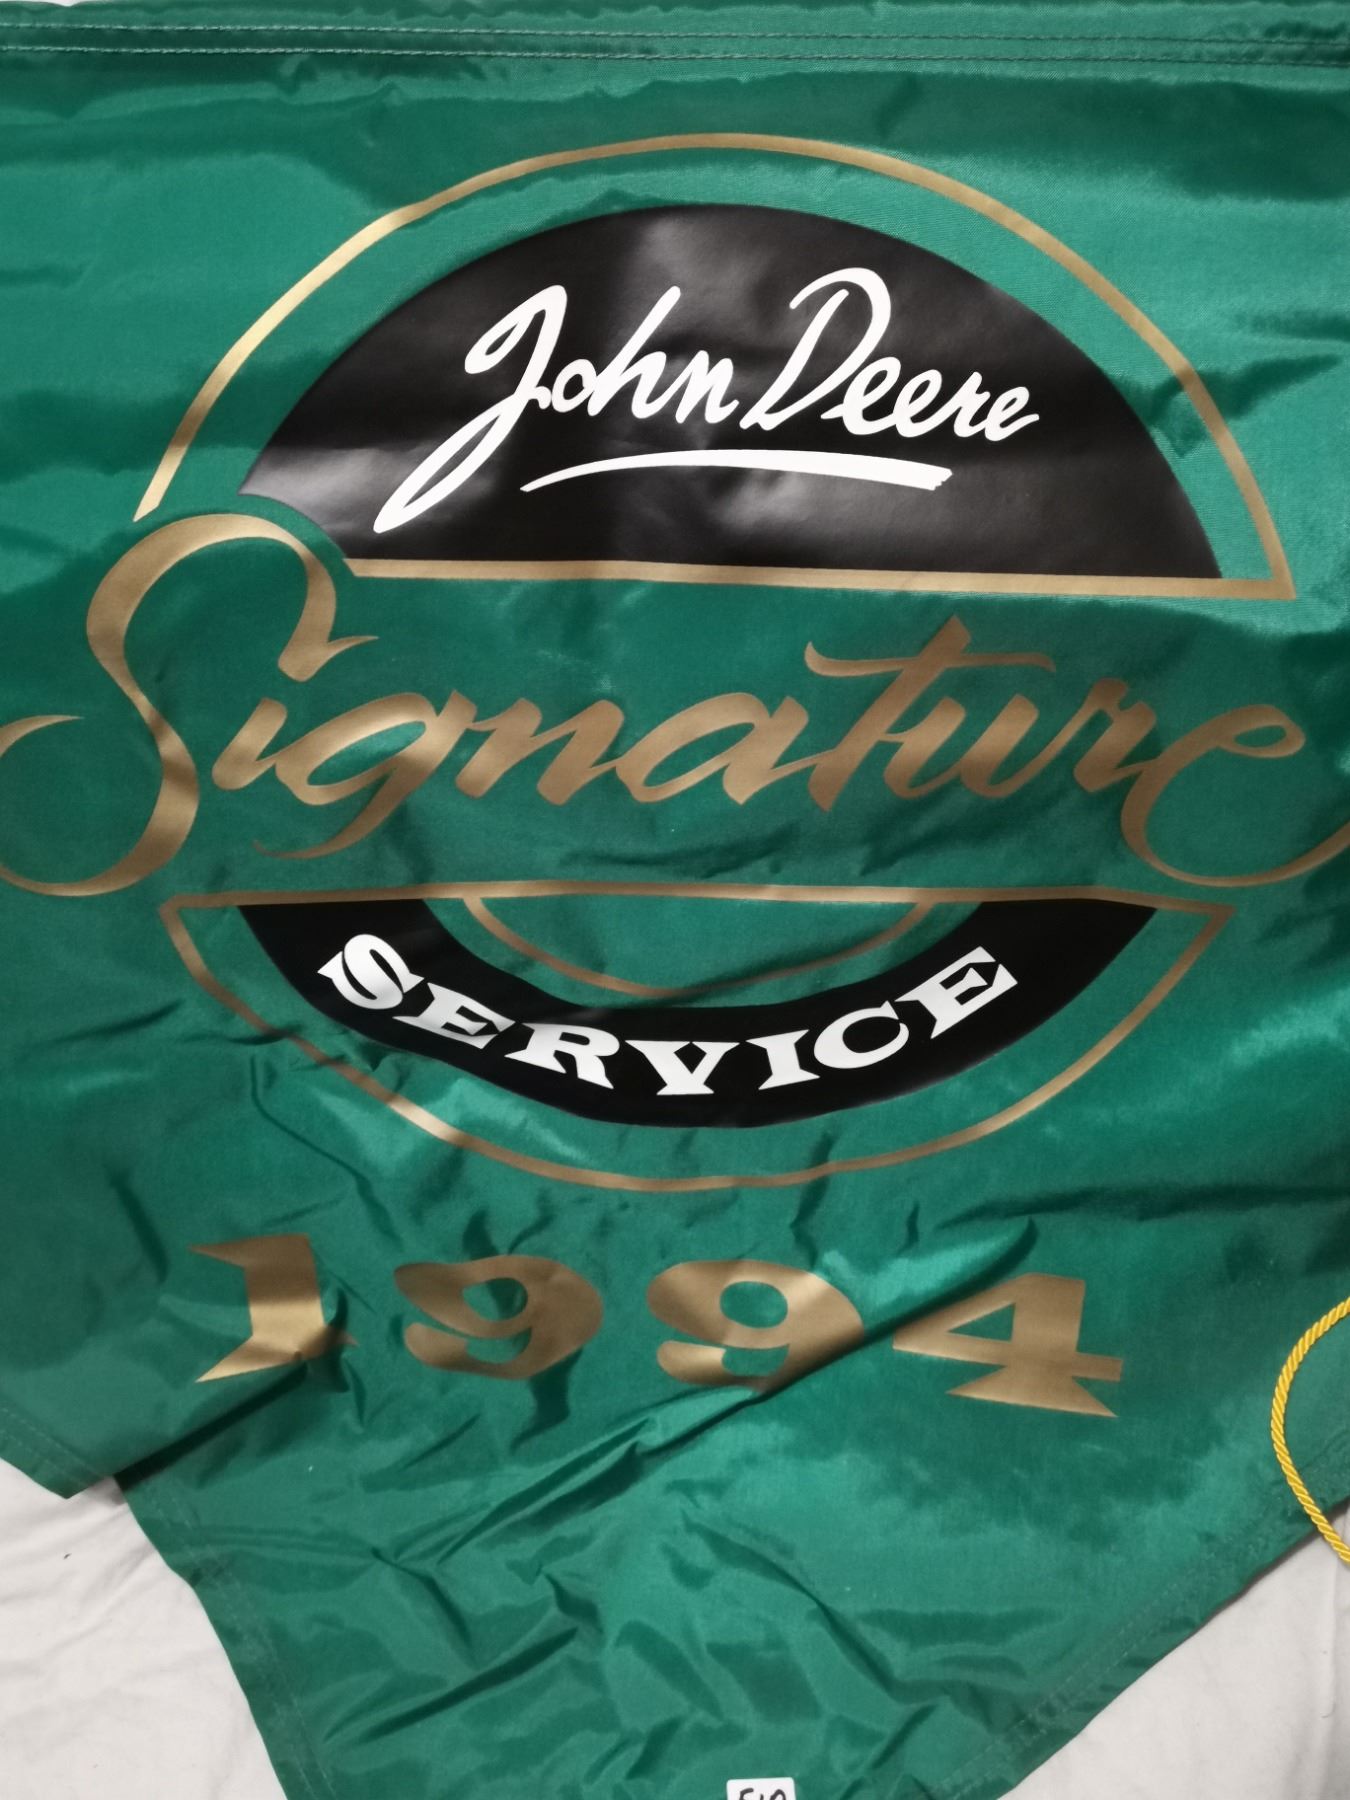 John Deere
Signature
SERVICE
1994